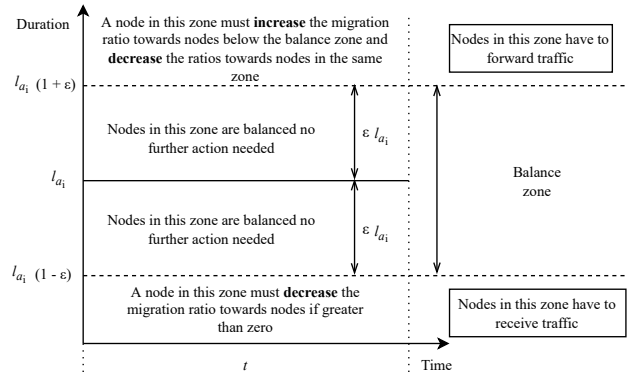 Duration
A node in this zone must increase the migration
ratio towards nodes below the balance zone and
decrease the ratios towards nodes in the same
zone
Nodes in this zone have to
forward traffic
l_{a_i} (1 + ε)
Nodes in this zone are balanced no
further action needed
ε l_{a_i}
l_{a_i}
Balance
zone
Nodes in this zone are balanced no
further action needed
ε l_{a_i}
l_{a_i} (1 - ε)
A node in this zone must decrease the
migration ratio towards nodes if greater
than zero
Nodes in this zone have to
receive traffic
t
Time